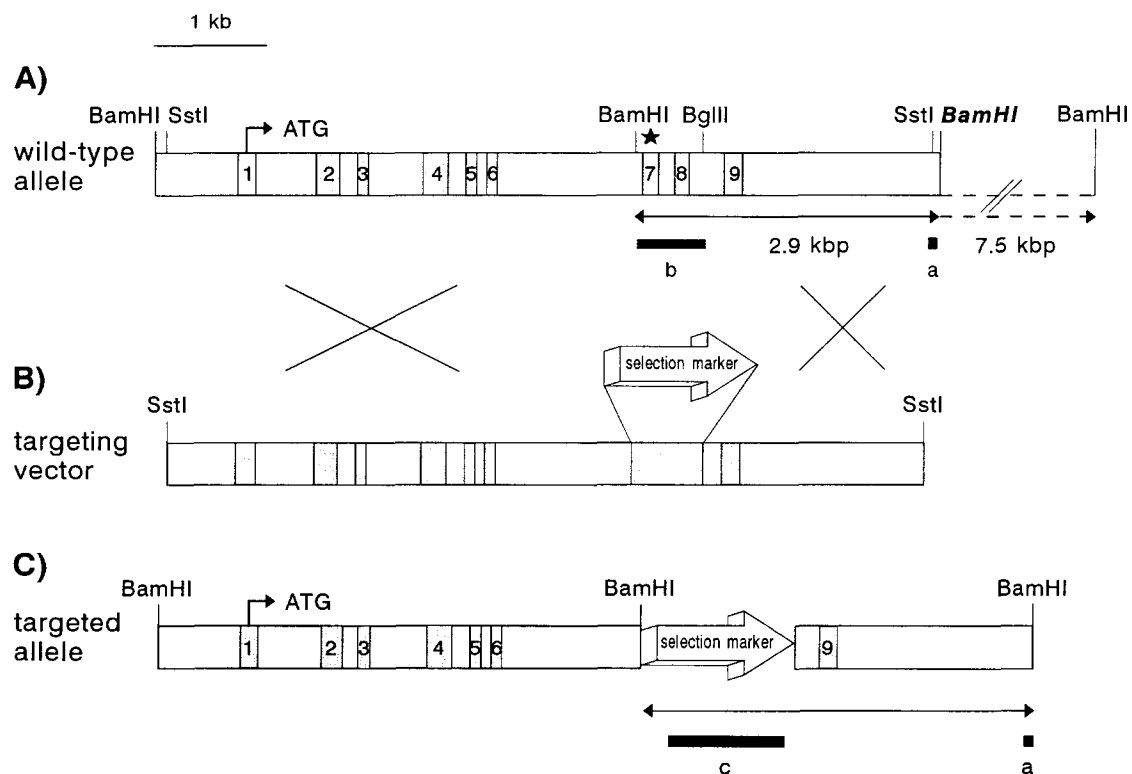 1 kb
A)
BamHI SstI
BamHI BglII
SstI BamHI
BamHI
ATG
wild-type
allele
1 2 3 4 5 6 7 8 9
2.9 kbp
7.5 kbp
b
a
selection marker
B)
SstI
SstI
targeting
vector
C)
BamHI
BamHI
BamHI
ATG
targeted
allele
1 2 3 4 5 6
selection marker
9
c
a